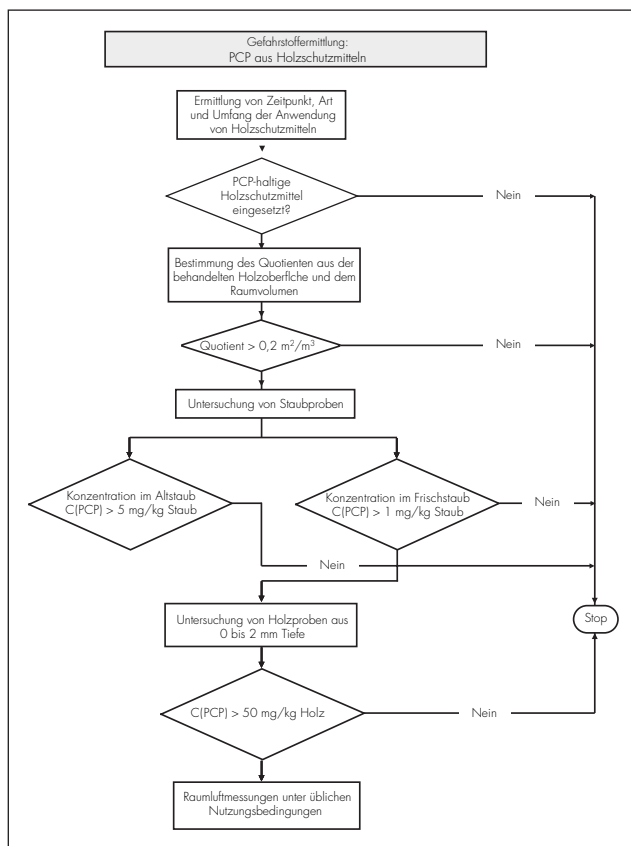 Gefahrstoffermittlung:
PCP aus Holzschutzmitteln
Ermittlung von Zeitpunkt, Art
und Umfang der Anwendung
von Holzschutzmitteln
PCP-haltige
Holzschutzmittel
eingesetzt?
Nein
Bestimmung des Quotienten aus der
behandelten Holzoberflche und dem
Raumvolumen
Quotient > 0,2 m²/m³
Nein
Untersuchung von Staubproben
Konzentration im Altstaub
C(PCP) > 5 mg/kg Staub
Konzentration im Frischstaub
C(PCP) > 1 mg/kg Staub
Nein
Nein
Untersuchung von Holzproben aus
0 bis 2 mm Tiefe
Stop
C(PCP) > 50 mg/kg Holz
Nein
Raumluftmessungen unter üblichen
Nutzungsbedingungen